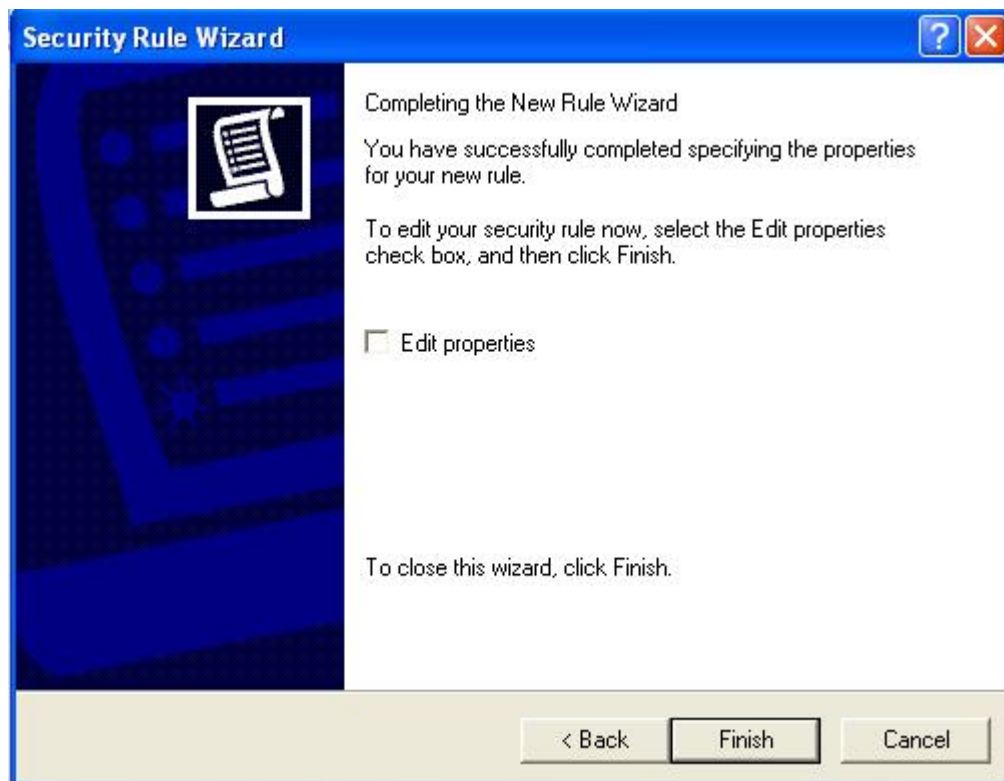 Security Rule Wizard
?
Completing the New Rule Wizard
You have successfully completed specifying the properties
for your new rule.
To edit your security rule now, select the Edit properties
check box, and then click Finish.
Edit properties
To close this wizard, click Finish.
< Back
Finish
Cancel